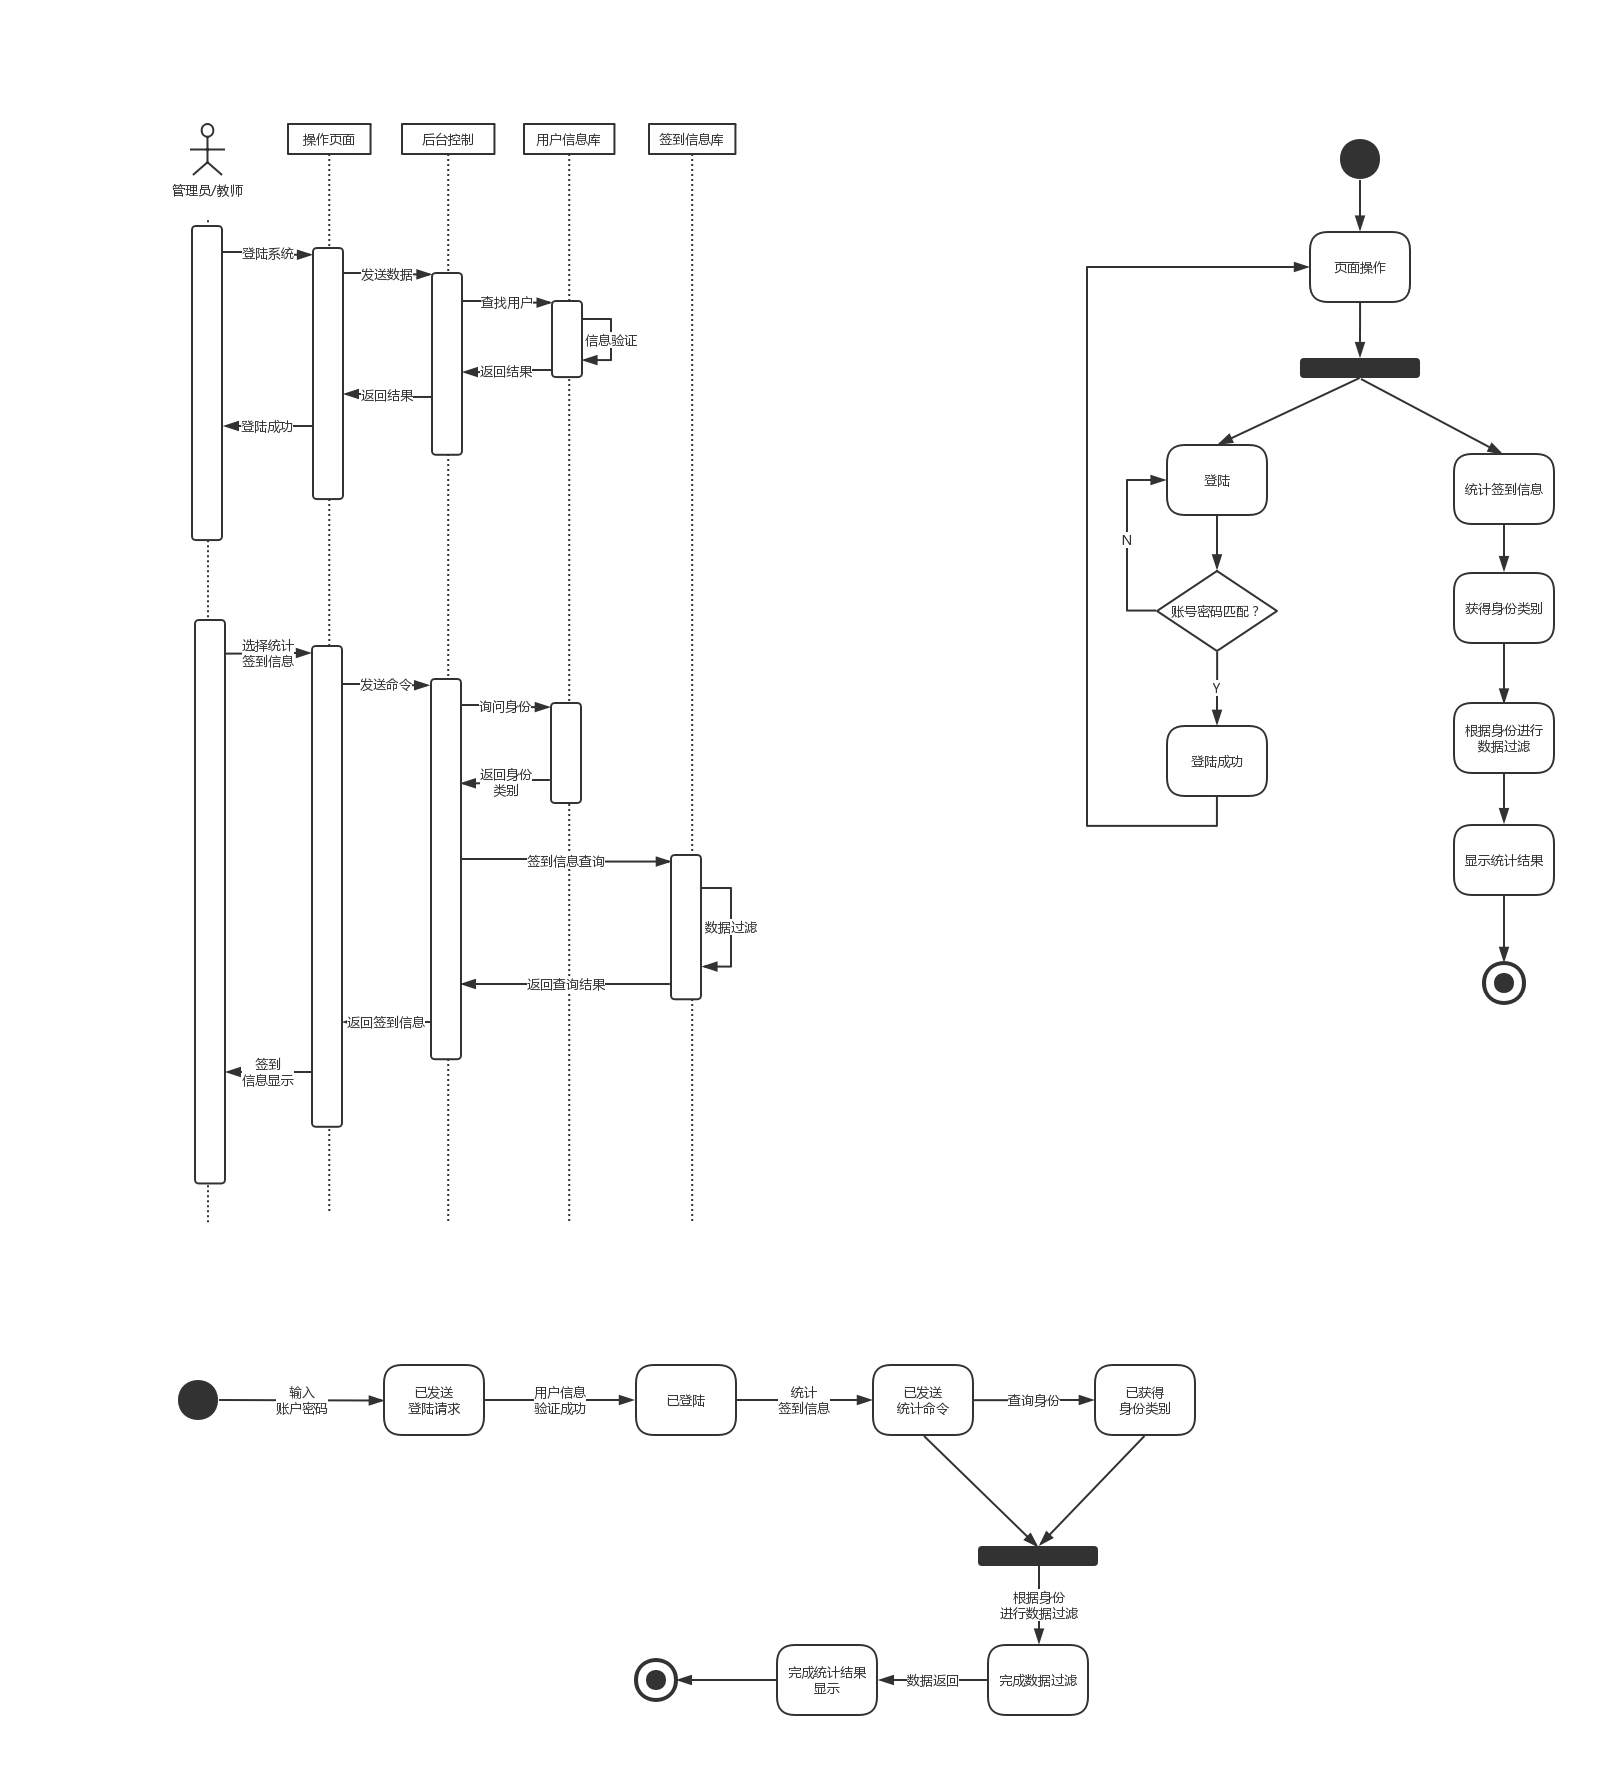 管理员/教师
操作页面
后台控制
用户信息库
签到信息库
登陆系统
发送数据
查找用户
信息验证
返回结果
返回结果
登陆成功
选择统计
签到信息
发送命令
询问身份
返回身份
类别
签到信息查询
数据过滤
返回查询结果
返回签到信息
签到
信息显示
页面操作
登陆
N
账号密码匹配？
Y
登陆成功
统计签到信息
获得身份类别
根据身份进行
数据过滤
显示统计结果
输入
账户密码
已发送
登陆请求
用户信息
验证成功
已登陆
统计
签到信息
已发送
统计命令
查询身份
已获得
身份类别
根据身份
进行数据过滤
完成数据过滤
数据返回
完成统计结果
显示